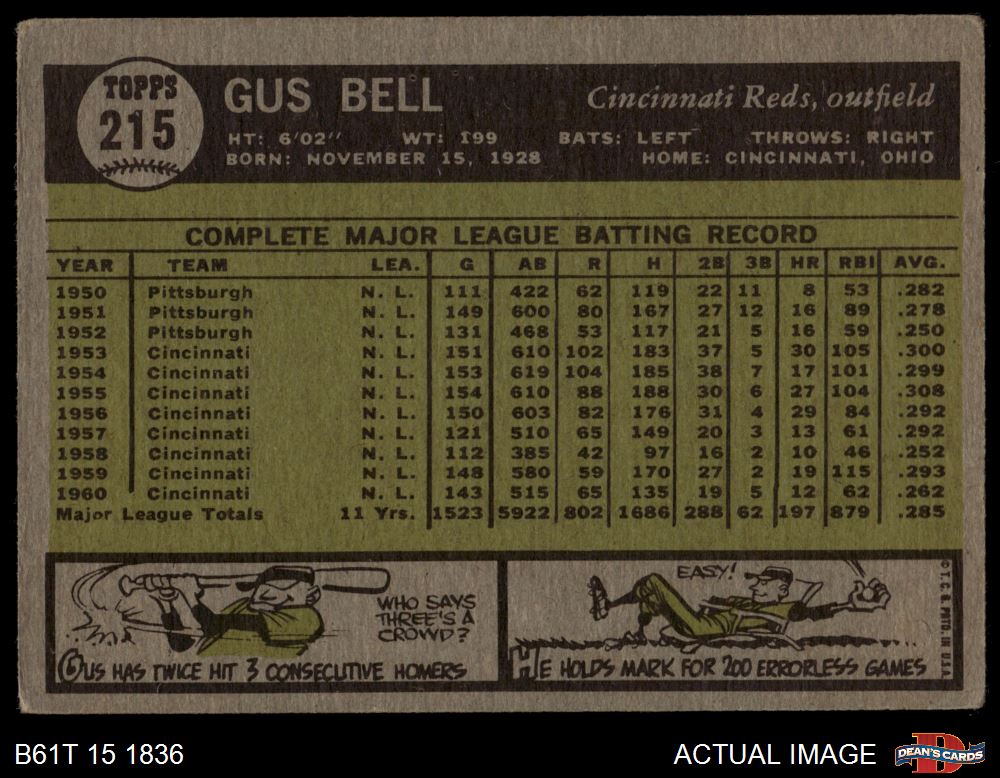 TOPPS
215
GUS BELL
Cincinnati Reds, outfield
HT: 6'02" WT: 199 BATS: LEFT THROWS: RIGHT
BORN: NOVEMBER 15, 1928 HOME: CINCINNATI, OHIO
COMPLETE MAJOR LEAGUE BATTING RECORD
YEAR TEAM LEA. G AB R H 2B 3B HR RBI AVG.
1950 Pittsburgh N. L. 111 422 62 119 22 11 8 53 .282
1951 Pittsburgh N. L. 149 600 80 167 27 12 16 89 .278
1952 Pittsburgh N. L. 131 468 53 117 21 5 16 59 .250
1953 Cincinnati N. L. 151 610 102 183 37 5 30 105 .300
1954 Cincinnati N. L. 153 619 104 185 38 7 17 101 .299
1955 Cincinnati N. L. 154 610 88 188 30 6 27 104 .308
1956 Cincinnati N. L. 150 603 82 176 31 4 29 84 .292
1957 Cincinnati N. L. 121 510 65 149 20 3 13 61 .292
1958 Cincinnati N. L. 112 385 42 97 16 2 10 46 .252
1959 Cincinnati N. L. 148 580 59 170 27 2 19 115 .293
1960 Cincinnati N. L. 143 515 65 135 19 5 12 62 .262
Major League Totals 11 Yrs. 1523 5922 802 1686 288 62 197 879 .285
WHO SAYS
THREE'S A
CROWD?
GUS HAS TWICE HIT 3 CONSECUTIVE HOMERS
EASY!
HE HOLDS MARK FOR 200 ERRORLESS GAMES
© T. C. G. PRTD. IN U.S.A.
B61T 15 1836
ACTUAL IMAGE
DEAN'S CARDS